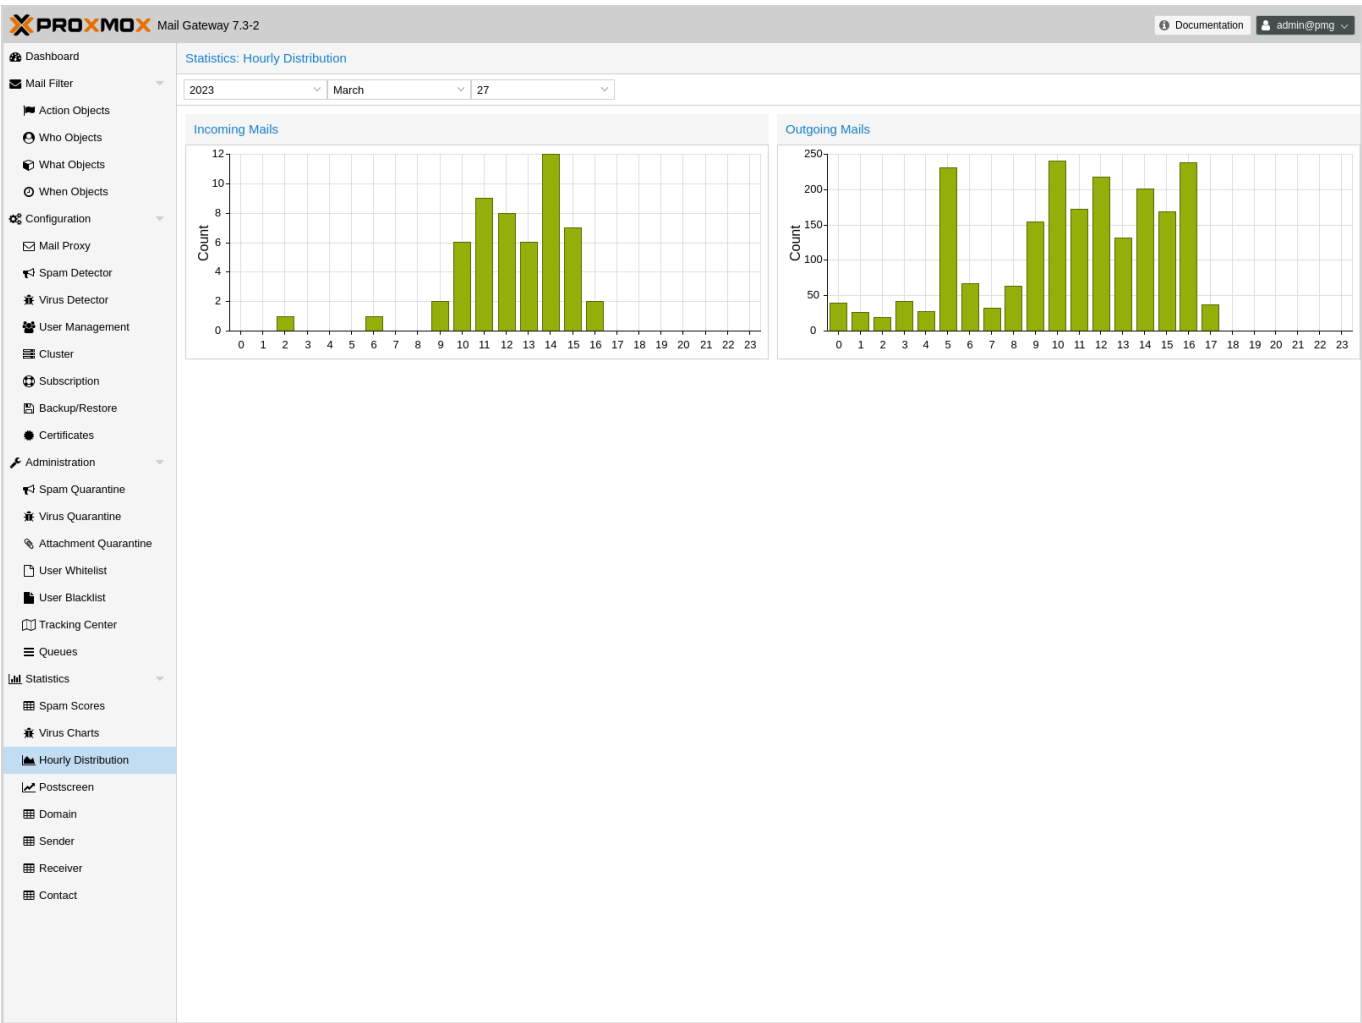 PROXMOX Mail Gateway 7.3-2
Documentation
admin@pmg
Dashboard
Mail Filter
Action Objects
Who Objects
What Objects
When Objects
Configuration
Mail Proxy
Spam Detector
Virus Detector
User Management
Cluster
Subscription
Backup/Restore
Certificates
Administration
Spam Quarantine
Virus Quarantine
Attachment Quarantine
User Whitelist
User Blacklist
Tracking Center
Queues
Statistics
Spam Scores
Virus Charts
Hourly Distribution
Postscreen
Domain
Sender
Receiver
Contact
Statistics: Hourly Distribution
2023 March 27
Incoming Mails
Count
12
10
8
6
4
2
0
0 1 2 3 4 5 6 7 8 9 10 11 12 13 14 15 16 17 18 19 20 21 22 23
Outgoing Mails
Count
250
200
150
100
50
0
0 1 2 3 4 5 6 7 8 9 10 11 12 13 14 15 16 17 18 19 20 21 22 23